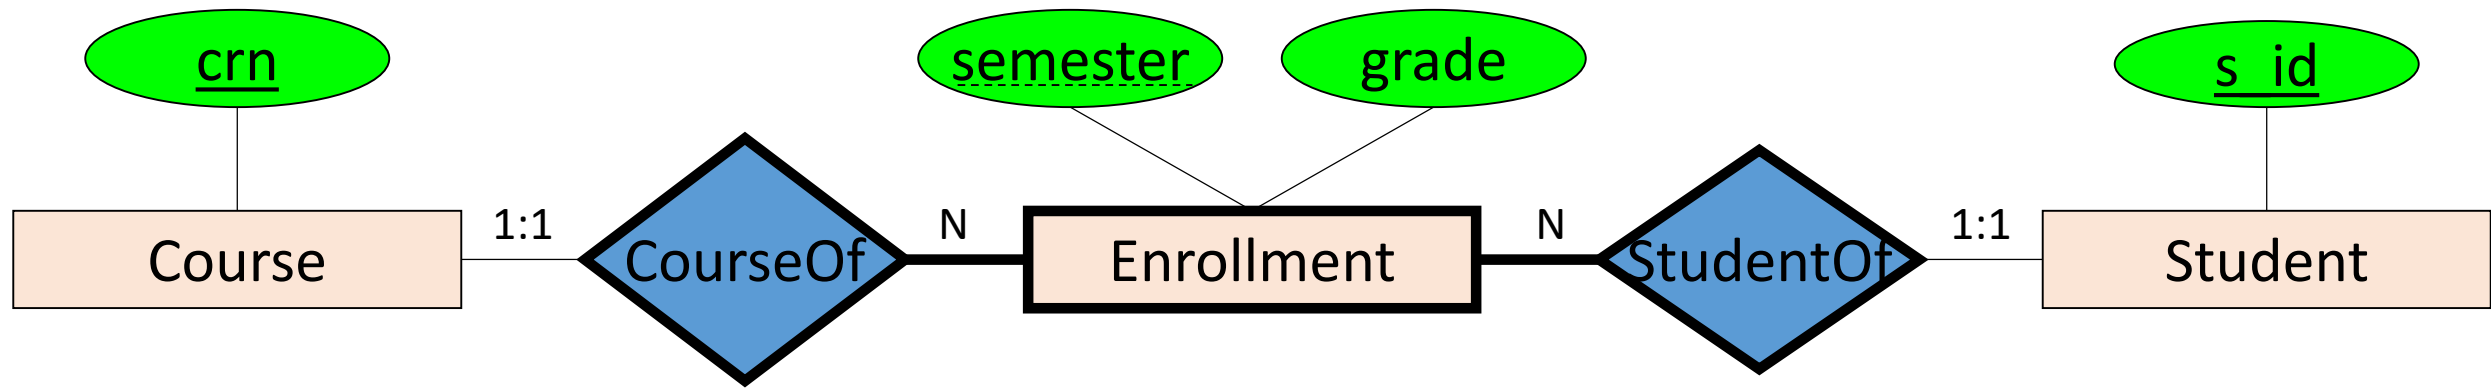 crn
semester
grade
s_id
Course
1:1
CourseOf
N
Enrollment
N
StudentOf
1:1
Student